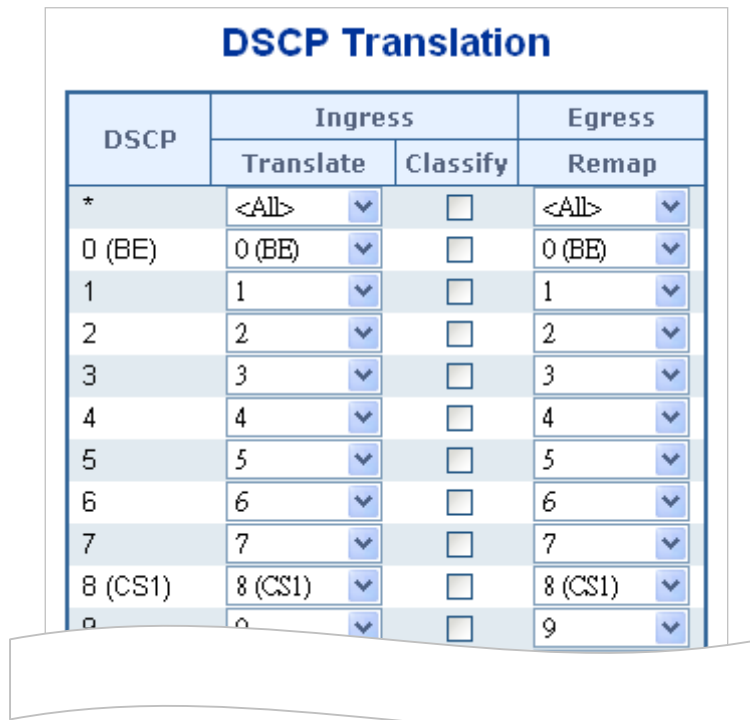 DSCP Translation
DSCP Ingress Egress
Translate Classify Remap
* <All> <All>
0 (BE) 0 (BE) 0 (BE)
1 1 1
2 2 2
3 3 3
4 4 4
5 5 5
6 6 6
7 7 7
8 (CS1) 8 (CS1) 8 (CS1)
9 9 9